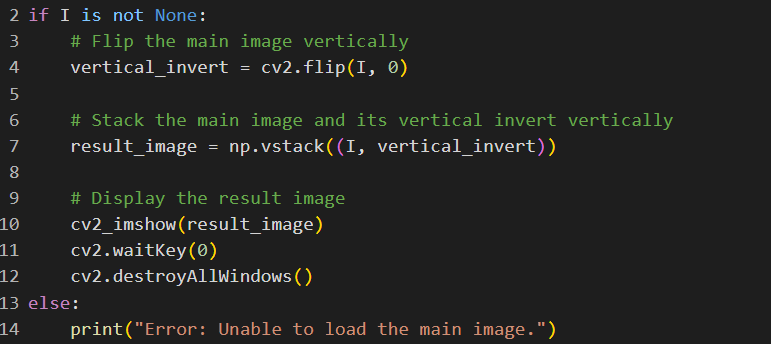 2 if I is not None:
3     # Flip the main image vertically
4     vertical_invert = cv2.flip(I, 0)
5
6     # Stack the main image and its vertical invert vertically
7     result_image = np.vstack((I, vertical_invert))
8
9     # Display the result image
10     cv2_imshow(result_image)
11     cv2.waitKey(0)
12     cv2.destroyAllWindows()
13 else:
14     print("Error: Unable to load the main image.")